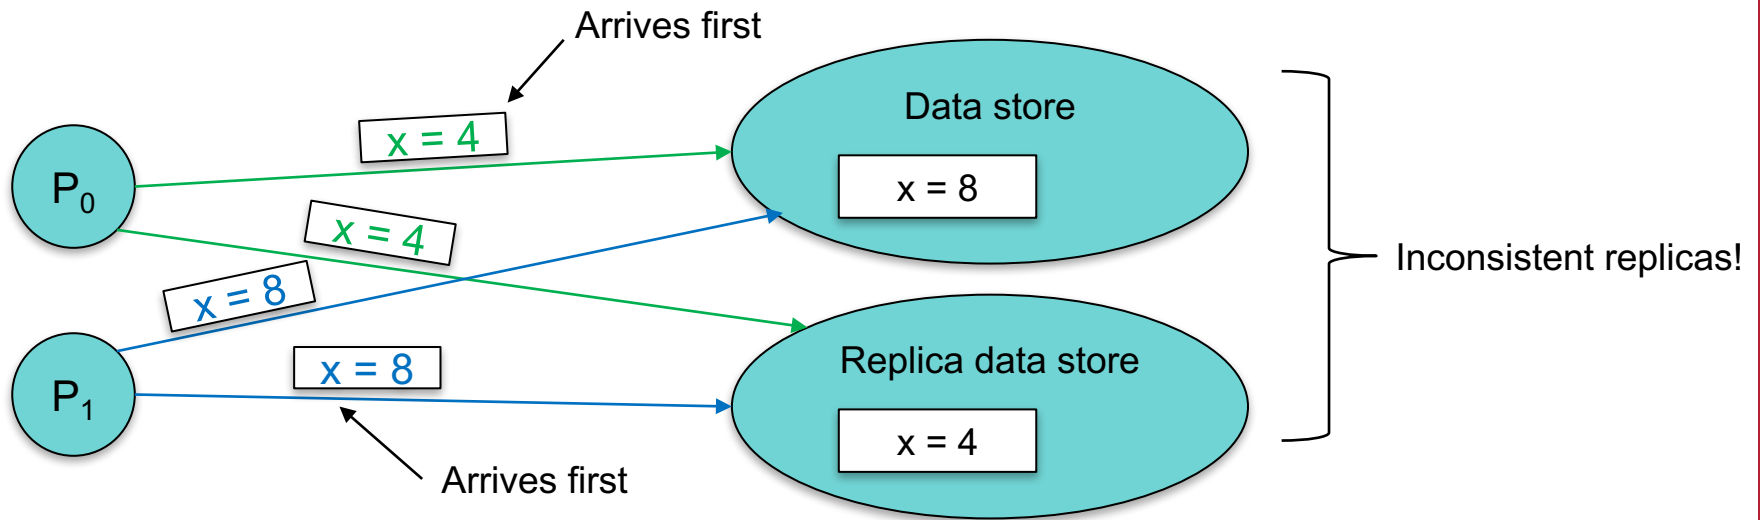 Arrives first
Data store
x = 4
x = 8
P₀
x = 4
Inconsistent replicas!
x = 8
Replica data store
x = 8
P₁
x = 4
Arrives first